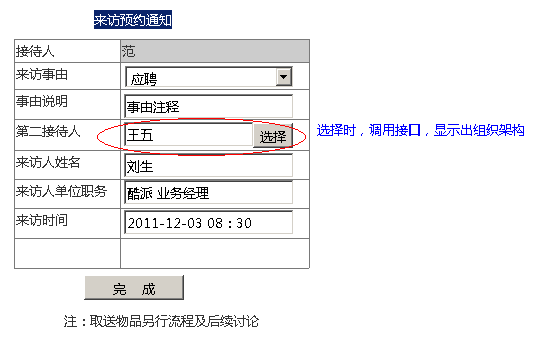 来访预约通知
接待人 范
来访事由 应聘
事由说明 事由注释
第二接待人 王五 选择 选择时，调用接口，显示出组织架构
来访人姓名 刘生
来访人单位职务 酷派 业务经理
来访时间 2011-12-03 08：30
完 成
注：取送物品另行流程及后续讨论